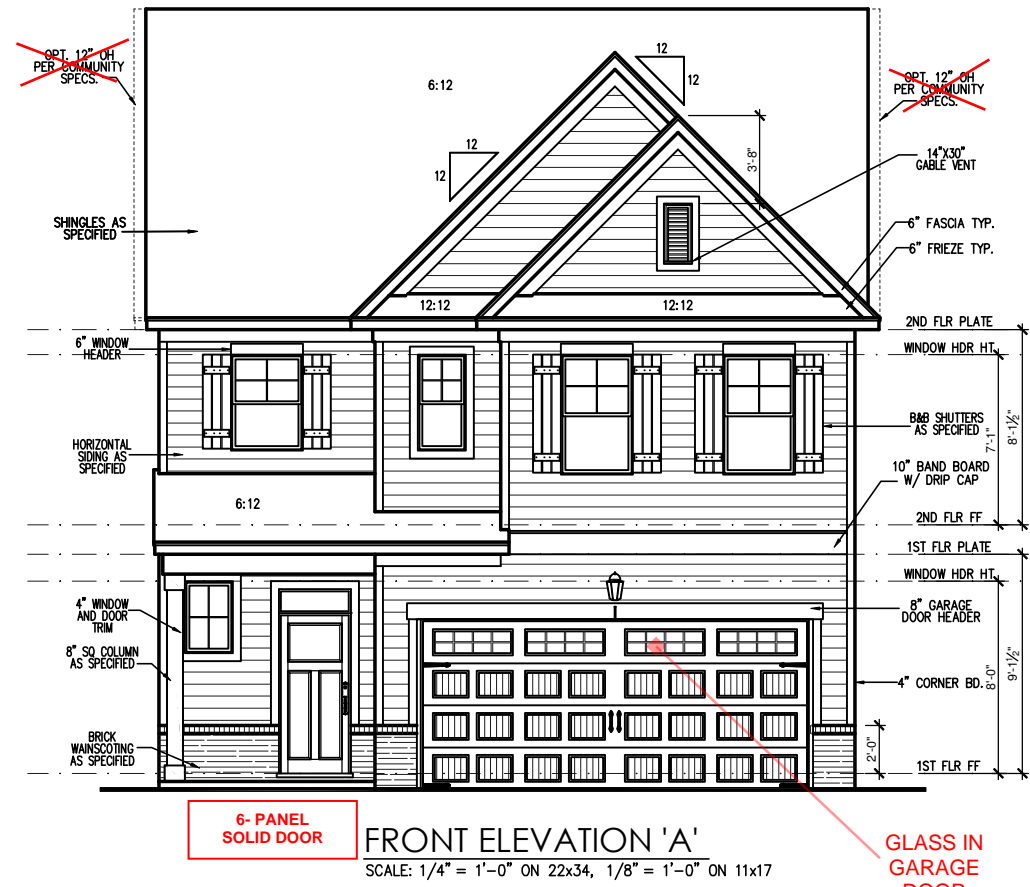 OPT. 12" OH
PER COMMUNITY
SPECS.
6:12
12
12
OPT. 12" OH
PER COMMUNITY
SPECS.
12
12
3'-8"
14"X30"
GABLE VENT
SHINGLES AS
SPECIFIED
6" FASCIA TYP.
6" FRIEZE TYP.
12:12
12:12
2ND FLR PLATE
6" WINDOW
HEADER
WINDOW HDR HT.
B&B SHUTTERS
AS SPECIFIED
7'-1"
8'-1½"
HORIZONTAL
SIDING AS
SPECIFIED
10" BAND BOARD
W/ DRIP CAP
6:12
2ND FLR FF
1ST FLR PLATE
WINDOW HDR HT.
4" WINDOW
AND DOOR
TRIM
8" GARAGE
DOOR HEADER
8" SQ COLUMN
AS SPECIFIED
4" CORNER BD.
8'-0"
9'-1½"
BRICK
WAINSCOTING
AS SPECIFIED
2'-0"
1ST FLR FF
6- PANEL
SOLID DOOR
FRONT ELEVATION 'A'
SCALE: 1/4" = 1'-0" ON 22x34, 1/8" = 1'-0" ON 11x17
GLASS IN
GARAGE
DOOR